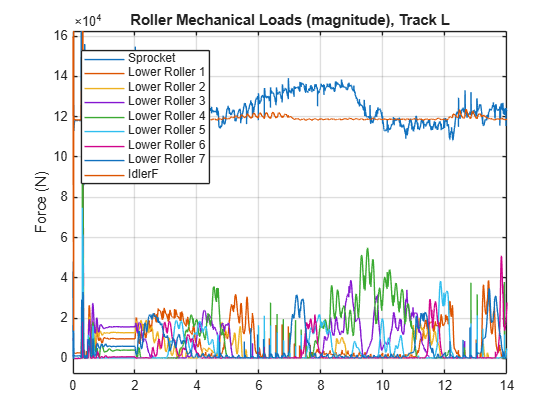 Roller Mechanical Loads (magnitude), Track L
×10⁴
16
14
12
10
8
6
4
2
0
Force (N)
Sprocket
Lower Roller 1
Lower Roller 2
Lower Roller 3
Lower Roller 4
Lower Roller 5
Lower Roller 6
Lower Roller 7
IdlerF
0 2 4 6 8 10 12 14